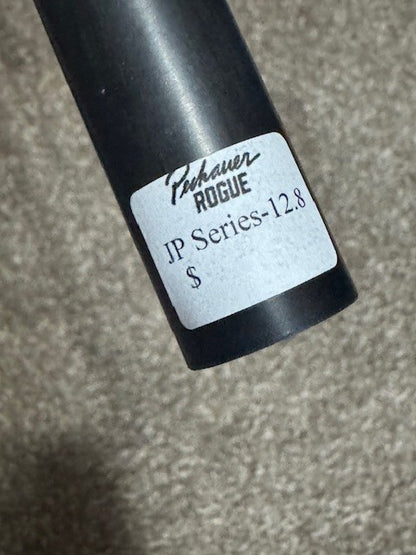 Pechauer
ROGUE
JP Series-12.8
$